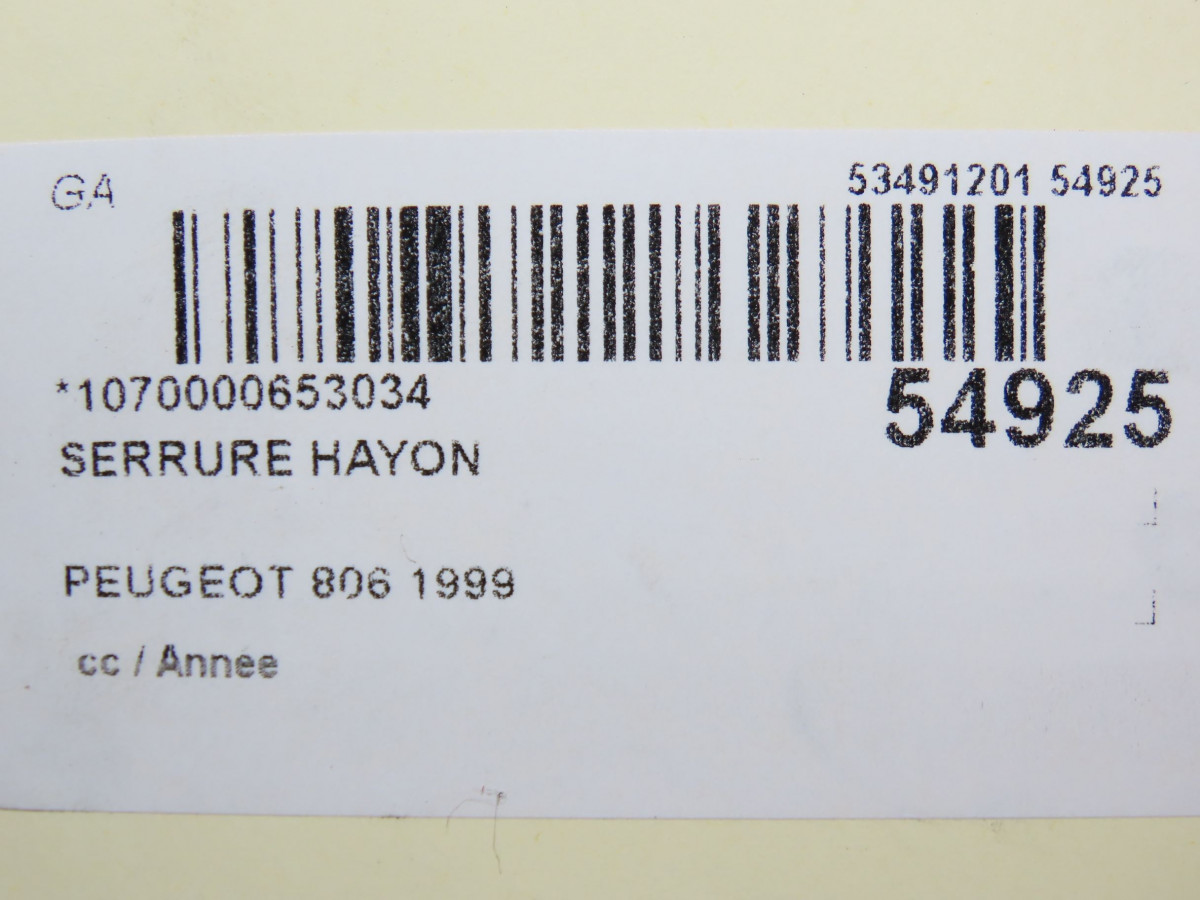 GA
53491201 54925
*1070000653034
54925
SERRURE HAYON
PEUGEOT 806 1999
cc / Annee